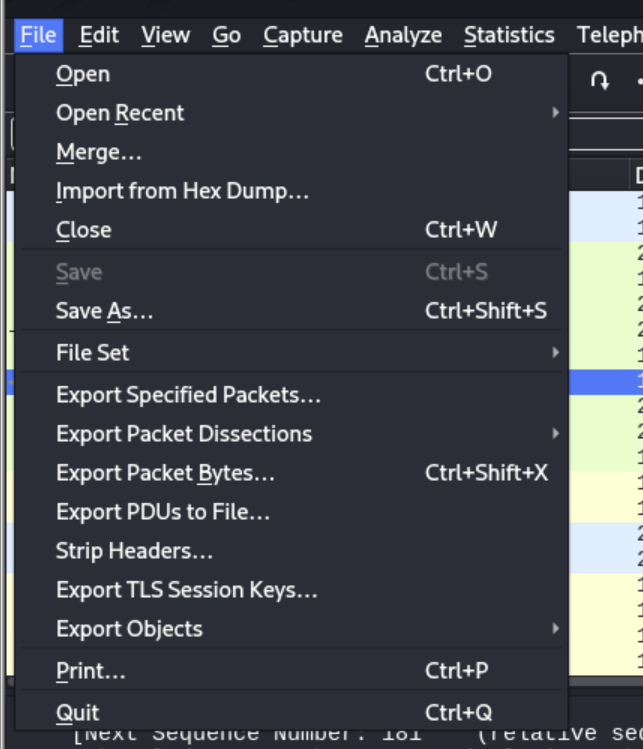 File Edit View Go Capture Analyze Statistics Teleph
Open Ctrl+O
Open Recent
Merge...
Import from Hex Dump...
Close Ctrl+W
Save Ctrl+S
Save As... Ctrl+Shift+S
File Set
Export Specified Packets...
Export Packet Dissections
Export Packet Bytes... Ctrl+Shift+X
Export PDUs to File...
Strip Headers...
Export TLS Session Keys...
Export Objects
Print... Ctrl+P
Quit Ctrl+Q
[Next Sequence Number: 181 (relative se